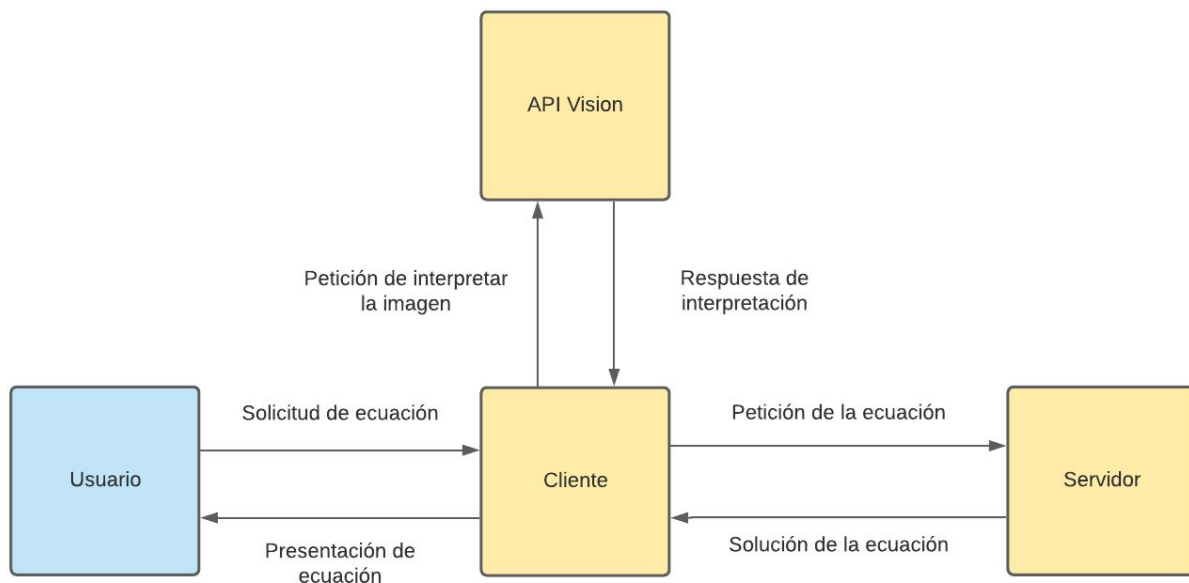 API Vision
Petición de interpretar
la imagen
Respuesta de
interpretación
Solicitud de ecuación
Petición de la ecuación
Usuario
Cliente
Servidor
Presentación de
ecuación
Solución de la ecuación